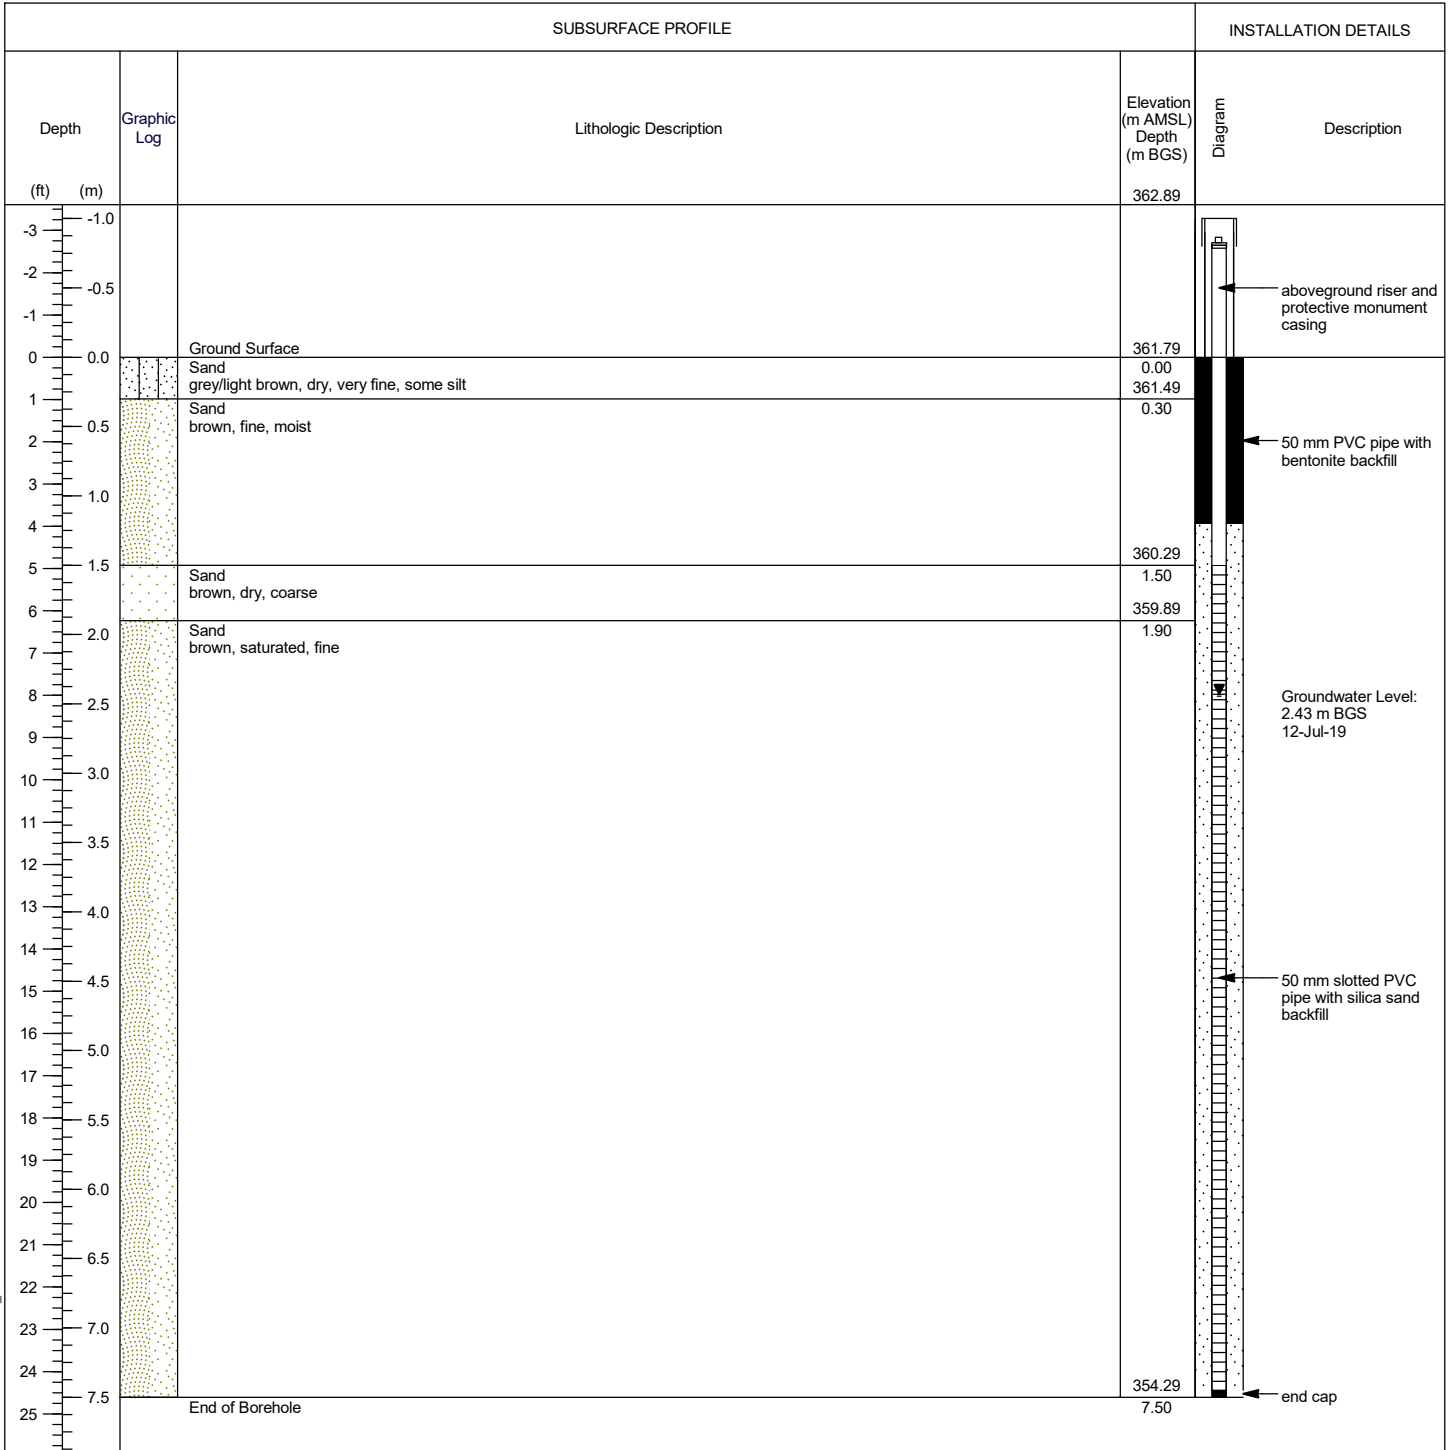 SUBSURFACE PROFILE
INSTALLATION DETAILS
Depth
(ft) (m)
Graphic
Log
Lithologic Description
Elevation
(m AMSL)
Depth
(m BGS)
362.89
Diagram
Description
-3
-2
-1
0
1
2
3
4
5
6
7
8
9
10
11
12
13
14
15
16
17
18
19
20
21
22
23
24
25
-1.0
-0.5
0.0
0.5
1.0
1.5
2.0
2.5
3.0
3.5
4.0
4.5
5.0
5.5
6.0
6.5
7.0
7.5
Ground Surface
361.79
Sand
grey/light brown, dry, very fine, some silt
0.00
361.49
Sand
brown, fine, moist
0.30
360.29
Sand
brown, dry, coarse
1.50
359.89
Sand
brown, saturated, fine
1.90
354.29
End of Borehole
7.50
aboveground riser and
protective monument
casing
50 mm PVC pipe with
bentonite backfill
Groundwater Level:
2.43 m BGS
12-Jul-19
50 mm slotted PVC
pipe with silica sand
backfill
end cap